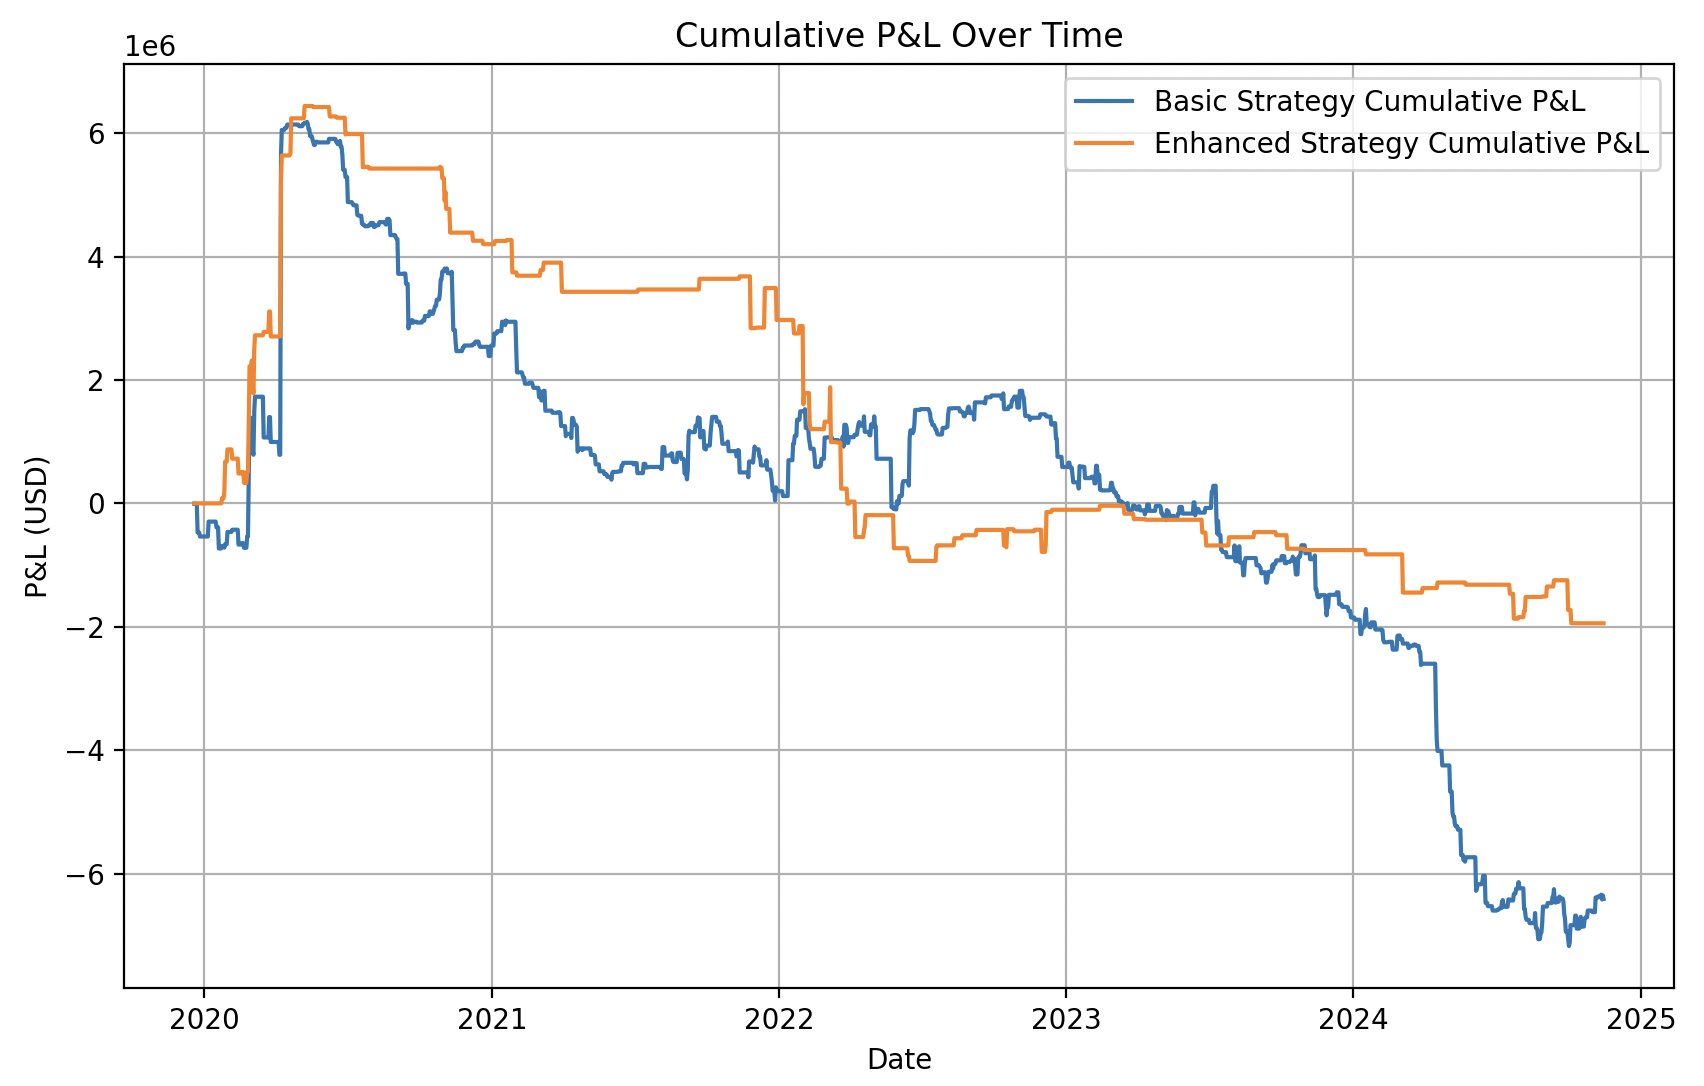 Cumulative P&L Over Time
1e6
Basic Strategy Cumulative P&L
Enhanced Strategy Cumulative P&L
6
4
2
0
−2
−4
−6
P&L (USD)
2020 2021 2022 2023 2024 2025
Date